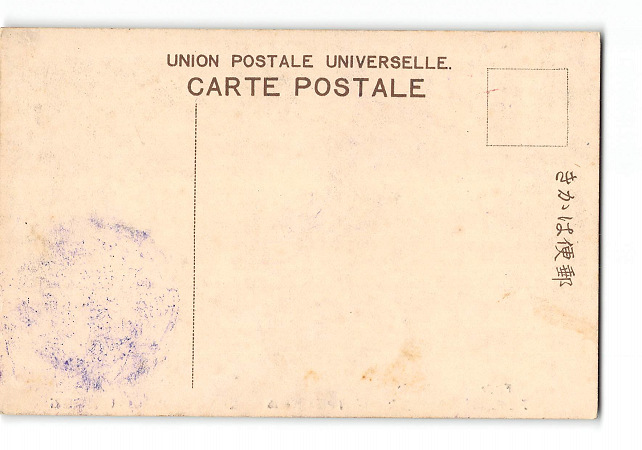 UNION POSTALE UNIVERSELLE.
CARTE POSTALE
郵便はかき